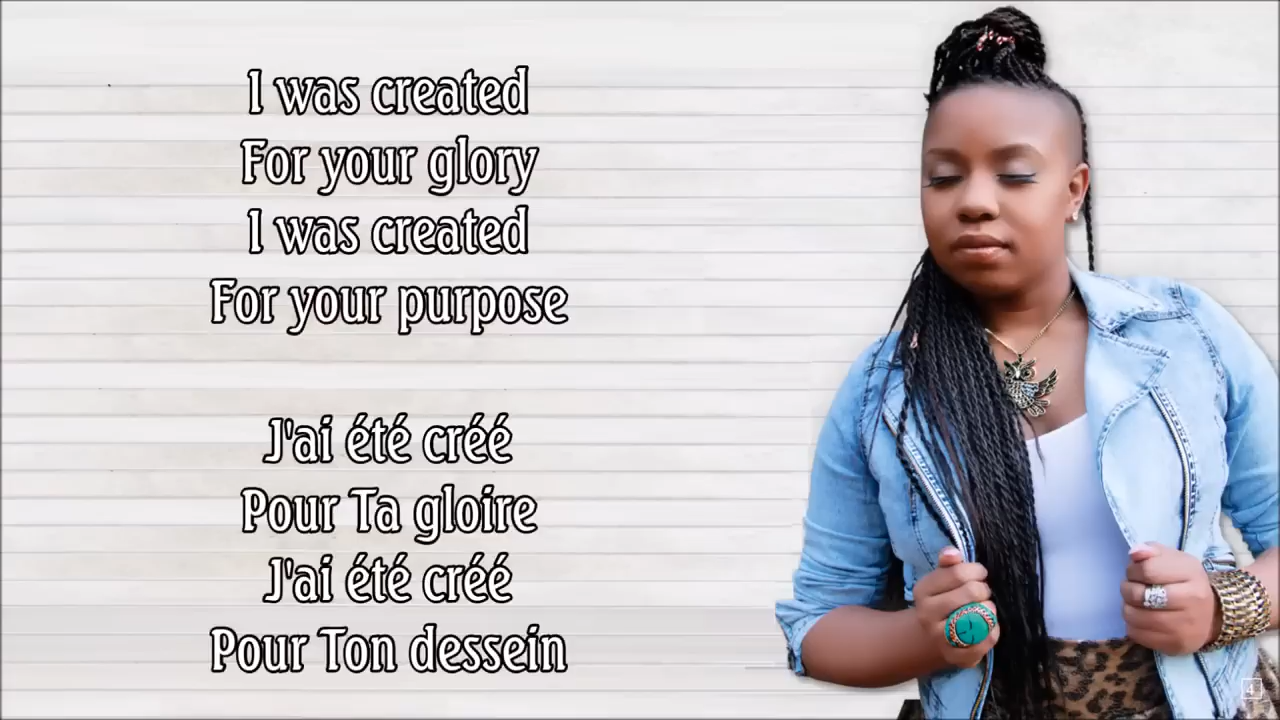 I was created
For your glory
I was created
For your purpose
J'ai été créé
Pour Ta gloire
J'ai été créé
Pour Ton dessein
4